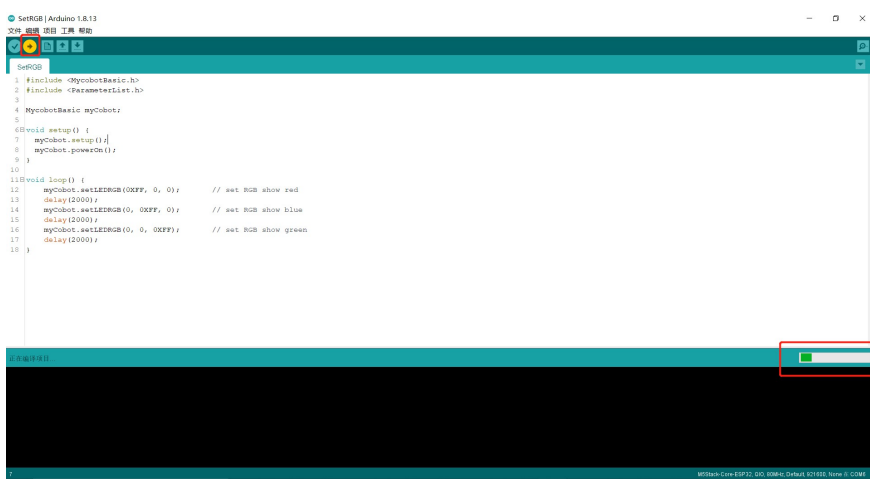 SetRGB | Arduino 1.8.13
文件 编辑 项目 工具 帮助
SetRGB
1 #include <MycobotBasic.h>
2 #include <ParameterList.h>
3
4 MycobotBasic myCobot;
5
6 void setup() {
7 myCobot.setup();
8 myCobot.powerOn();
9 }
10
11 void loop() {
12 myCobot.setLEDRGB(0XFF, 0, 0); // set RGB show red
13 delay(2000);
14 myCobot.setLEDRGB(0, 0XFF, 0); // set RGB show blue
15 delay(2000);
16 myCobot.setLEDRGB(0, 0, 0XFF); // set RGB show green
17 delay(2000);
18 }
正在编译项目...
7
M5Stack-Core-ESP32, QIO, 80MHz, Default, 921600, None 在 COM6